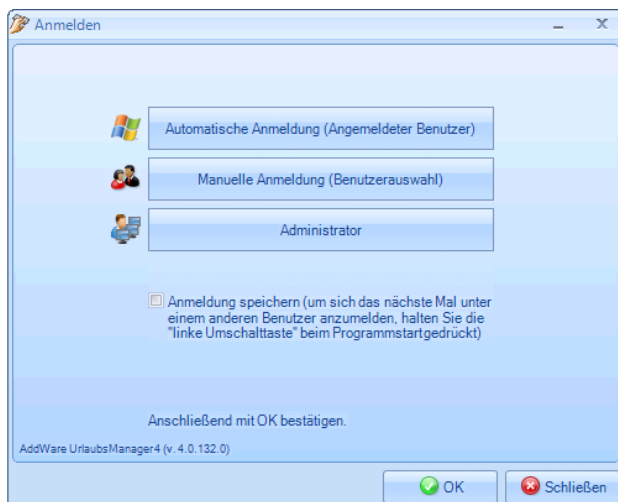 Anmelden
Automatische Anmeldung (Angemeldeter Benutzer)
Manuelle Anmeldung (Benutzerauswahl)
Administrator
Anmeldung speichern (um sich das nächste Mal unter
einem anderen Benutzer anzumelden, halten Sie die
"linke Umschalttaste" beim Programmstartgedrückt)
Anschließend mit OK bestätigen.
AddWare UrlaubsManager4 (v. 4.0.132.0)
OK
Schließen